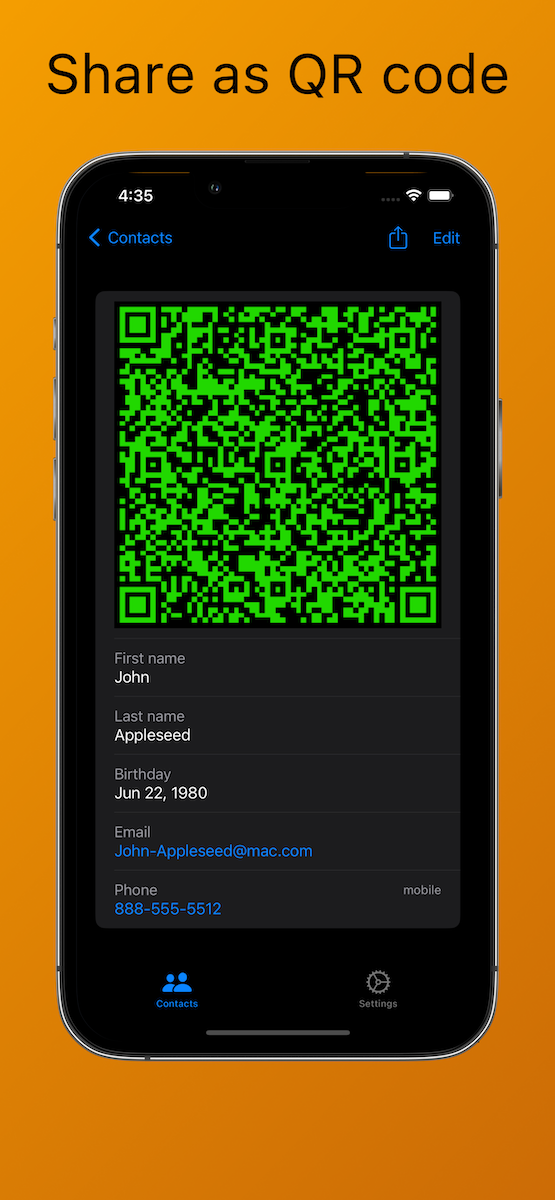 Share as QR code
4:35
Contacts
Edit
First name
John
Last name
Appleseed
Birthday
Jun 22, 1980
Email
John-Appleseed@mac.com
Phone
mobile
888-555-5512
Contacts
Settings